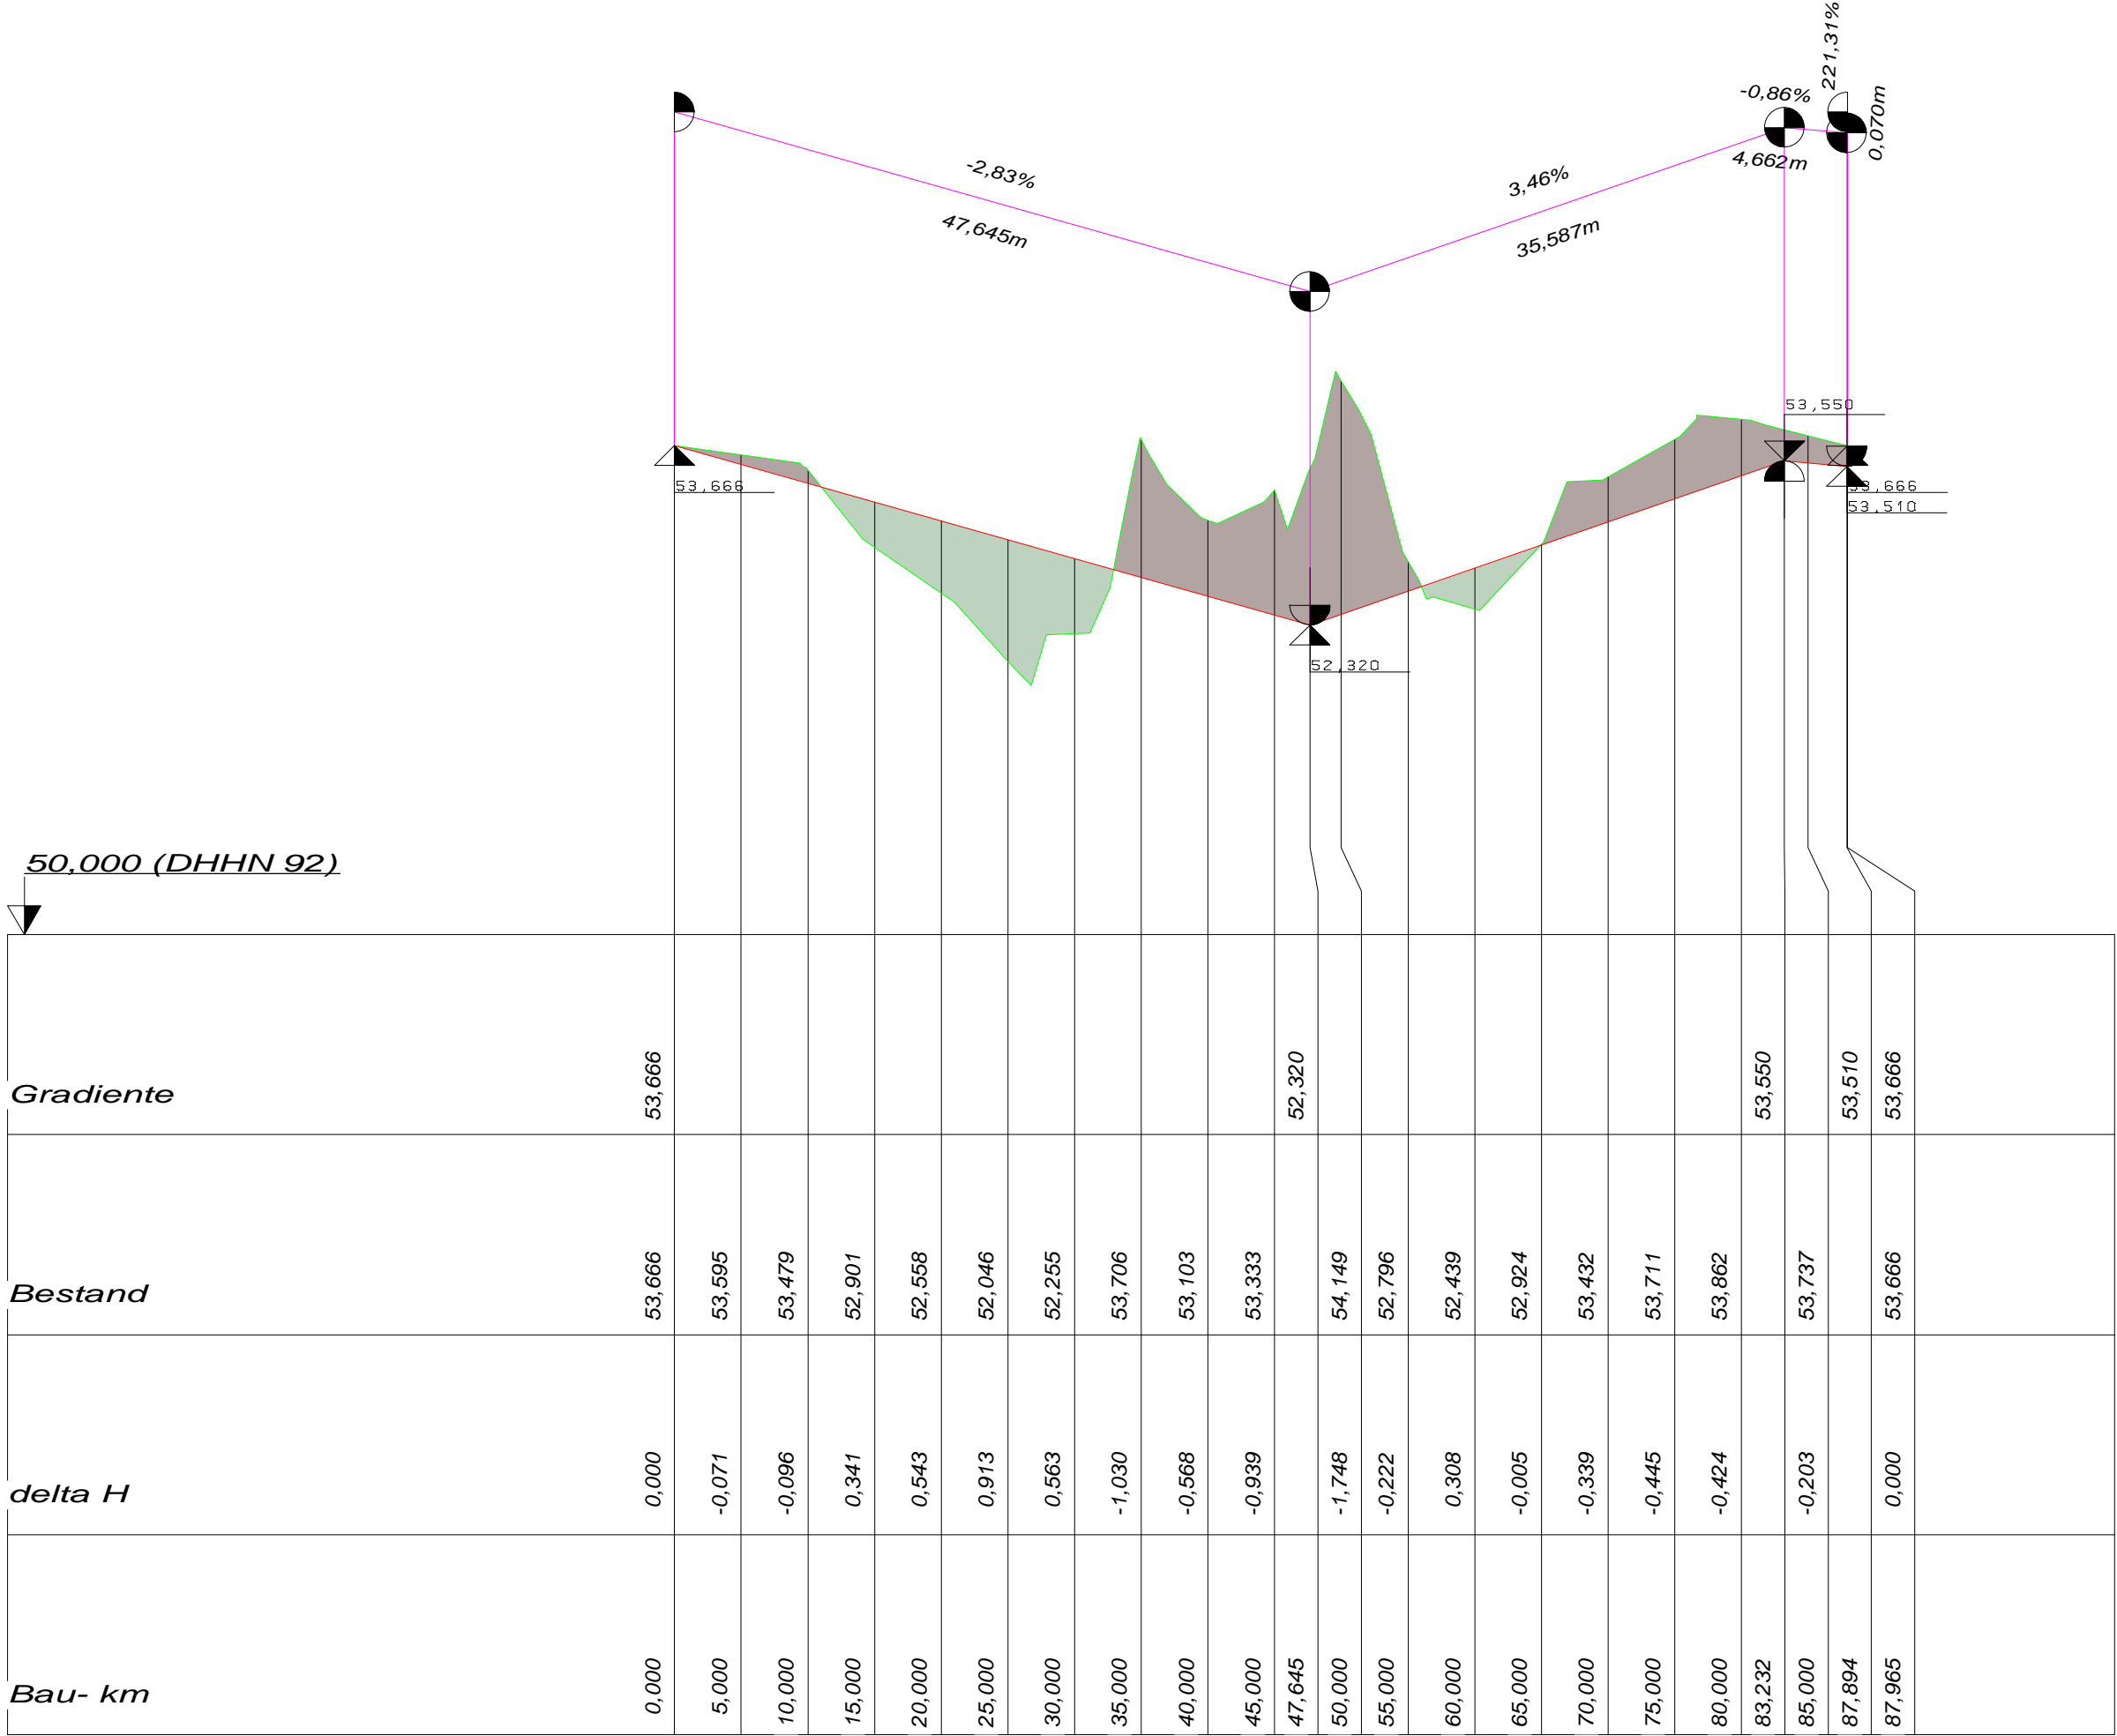 221,31%
-0,86%
0,070m
4,662m
-2,83%
3,46%
47,645m
35,587m
53,550
53,666
53,666
53,510
52,320
50,000 (DHHN 92)
Gradiente 53,666 52,320 53,550 53,510 53,666
Bestand 53,666 53,595 53,479 52,901 52,558 52,046 52,255 53,706 53,103 53,333 54,149 52,796 52,439 52,924 53,432 53,711 53,862 53,737 53,666
delta H 0,000 -0,071 -0,096 0,341 0,543 0,913 0,563 -1,030 -0,568 -0,939 -1,748 -0,222 0,308 -0,005 -0,339 -0,445 -0,424 -0,203 0,000
Bau- km 0,000 5,000 10,000 15,000 20,000 25,000 30,000 35,000 40,000 45,000 47,645 50,000 55,000 60,000 65,000 70,000 75,000 80,000 83,232 85,000 87,894 87,965